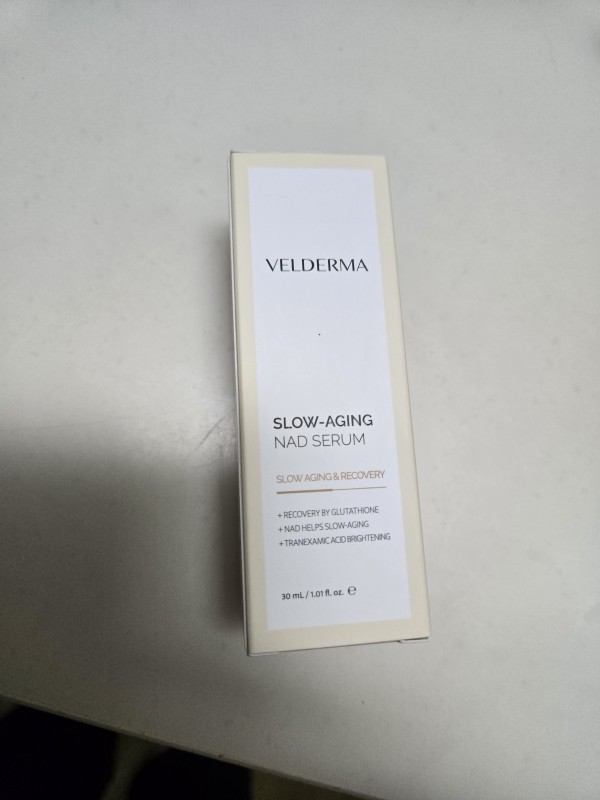 VELDERMA
SLOW-AGING
NAD SERUM
SLOW AGING & RECOVERY
+ RECOVERY BY GLUTATHIONE
+ NAD HELPS SLOW-AGING
+ TRANEXAMIC ACID BRIGHTENING
30 mL / 1.01 fl. oz. ℮